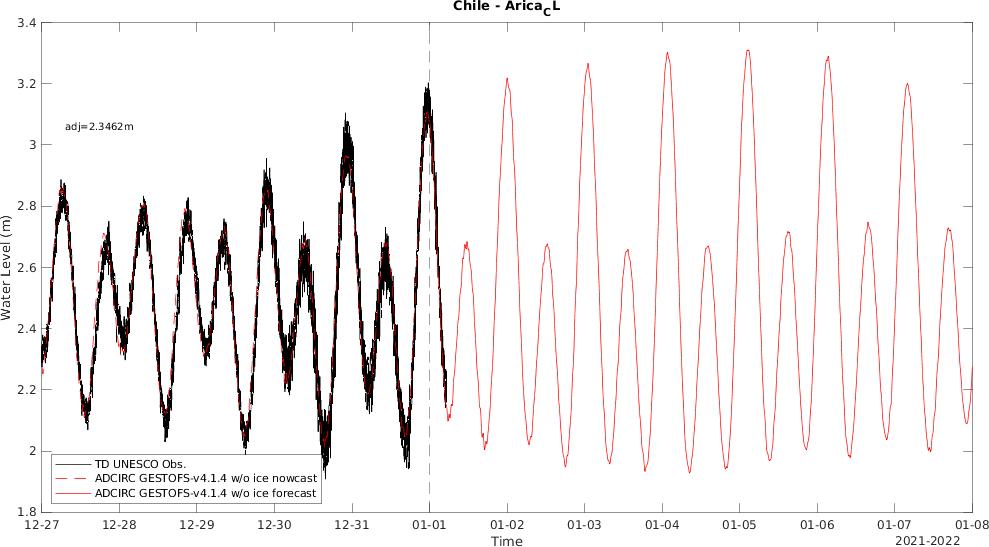 Chile - Arica_CL
3.4
3.2
3
2.8
2.6
2.4
2.2
2
1.8
Water Level (m)
adj=2.3462m
TD UNESCO Obs.
ADCIRC GESTOFS-v4.1.4 w/o ice nowcast
ADCIRC GESTOFS-v4.1.4 w/o ice forecast
12-27 12-28 12-29 12-30 12-31 01-01 01-02 01-03 01-04 01-05 01-06 01-07 01-08
Time
2021-2022